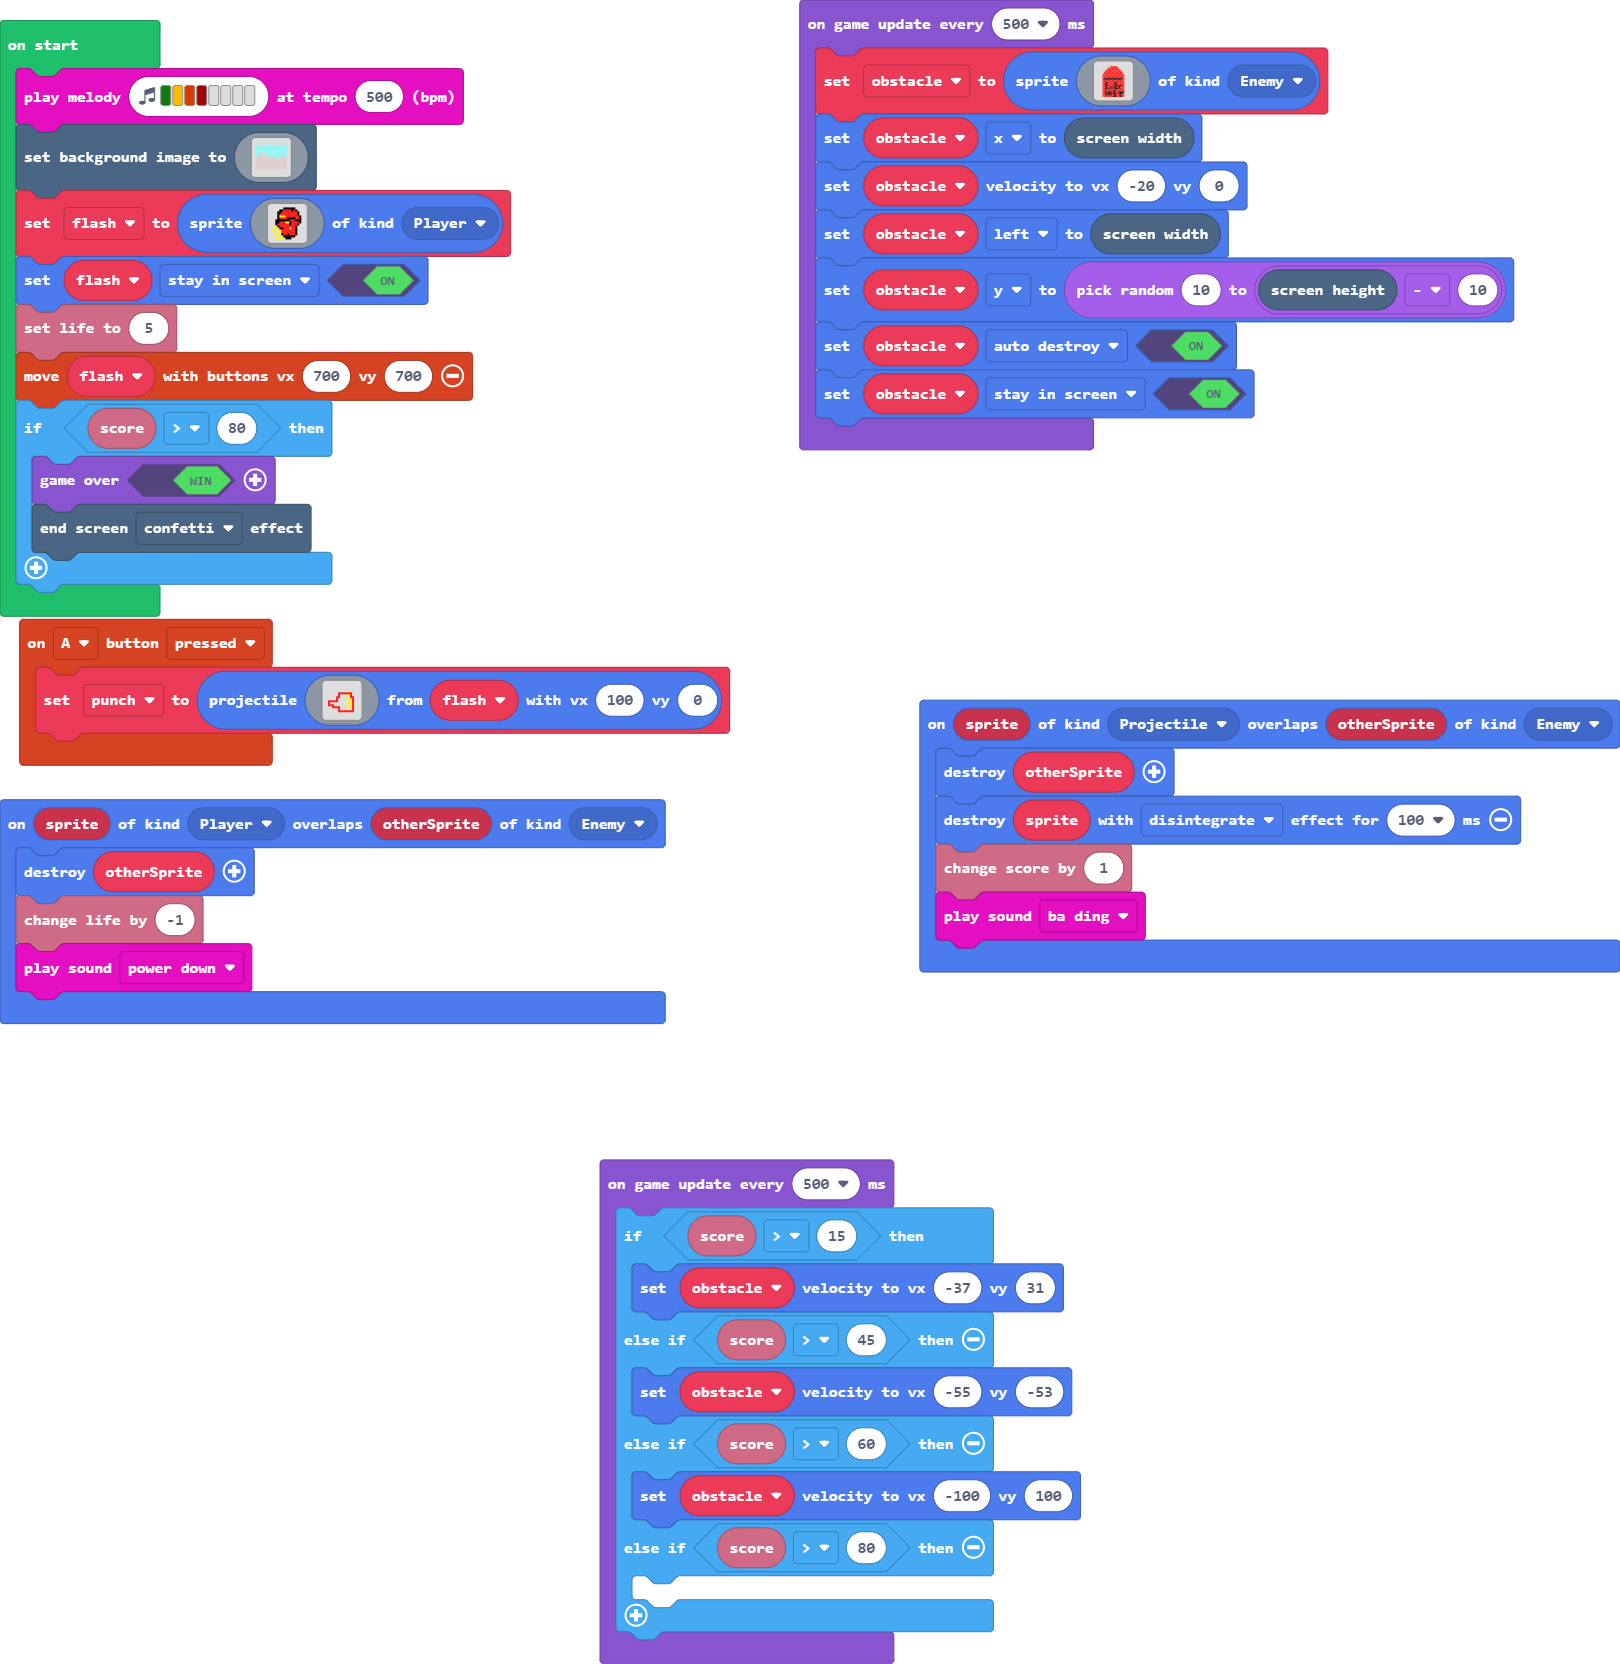 on start
play melody at tempo 500 (bpm)
set background image to
set flash to sprite of kind Player
set flash stay in screen ON
set life to 5
move flash with buttons vx 700 vy 700
if score > 80 then
game over WIN
end screen confetti effect
on A button pressed
set punch to projectile from flash with vx 100 vy 0
on sprite of kind Player overlaps otherSprite of kind Enemy
destroy otherSprite
change life by -1
play sound power down
on game update every 500 ms
set obstacle to sprite of kind Enemy
set obstacle x to screen width
set obstacle velocity to vx -20 vy 0
set obstacle left to screen width
set obstacle y to pick random 10 to screen height - 10
set obstacle auto destroy ON
set obstacle stay in screen ON
on sprite of kind Projectile overlaps otherSprite of kind Enemy
destroy otherSprite
destroy sprite with disintegrate effect for 100 ms
change score by 1
play sound ba ding
on game update every 500 ms
if score > 15 then
set obstacle velocity to vx -37 vy 31
else if score > 45 then
set obstacle velocity to vx -55 vy -53
else if score > 60 then
set obstacle velocity to vx -100 vy 100
else if score > 80 then